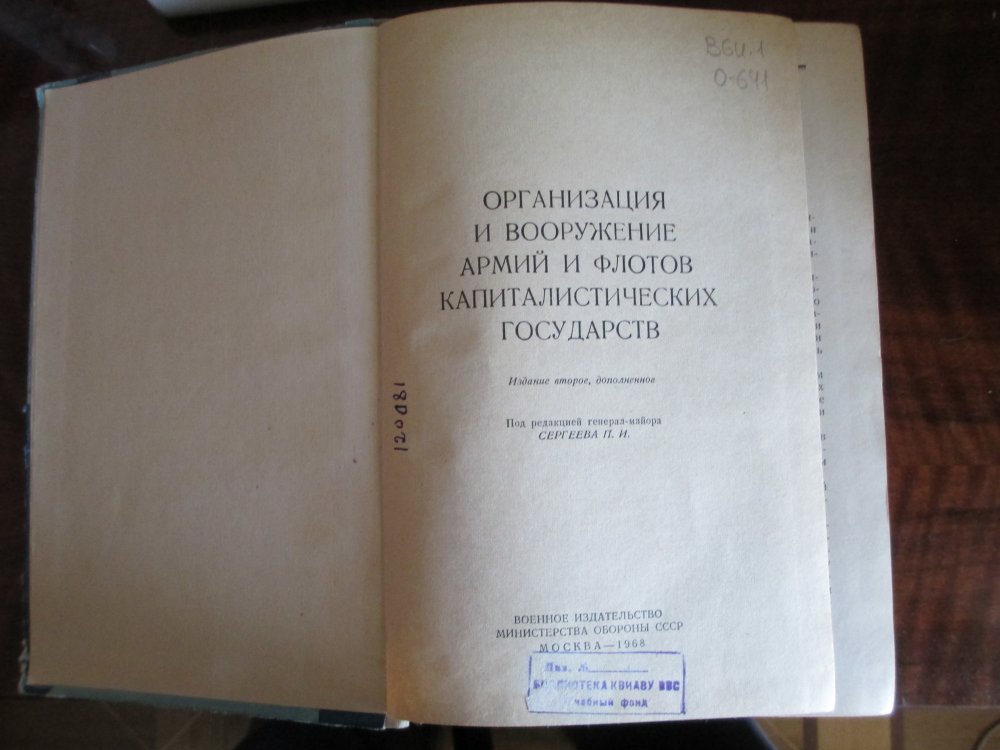 ВБИ.1
О-641
ОРГАНИЗАЦИЯ
И ВООРУЖЕНИЕ
АРМИЙ И ФЛОТОВ
КАПИТАЛИСТИЧЕСКИХ
ГОСУДАРСТВ
Издание второе, дополненное
Под редакцией генерал-майора
СЕРГЕЕВА П. И.
120081
ВОЕННОЕ ИЗДАТЕЛЬСТВО
МИНИСТЕРСТВА ОБОРОНЫ СССР
МОСКВА—1968
Инв. №
БИБЛИОТЕКА КВИАВУ ВВС
учебный фонд